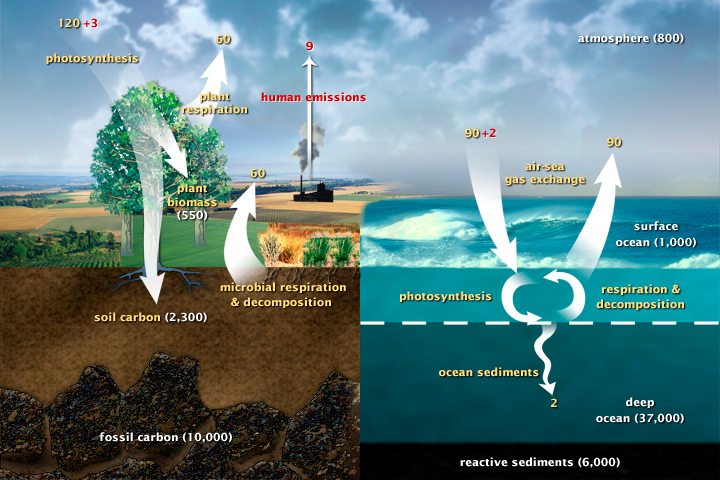 120 +3
photosynthesis
60
plant
respiration
9
human emissions
atmosphere (800)
plant
biomass
(550)
60
90+2
air-sea
gas exchange
90
surface
ocean (1,000)
microbial respiration
& decomposition
soil carbon (2,300)
photosynthesis
respiration &
decomposition
ocean sediments
2
deep
ocean (37,000)
fossil carbon (10,000)
reactive sediments (6,000)